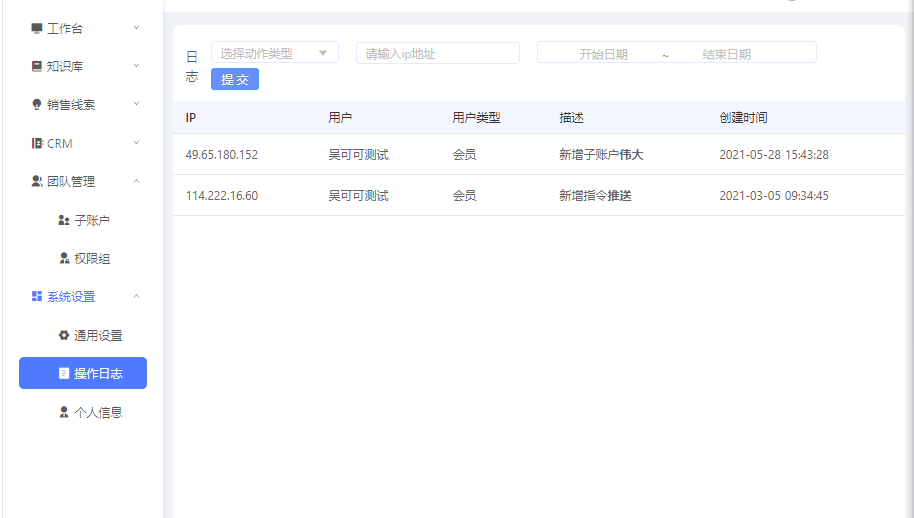 工作台
知识库
销售线索
CRM
团队管理
子账户
权限组
系统设置
通用设置
操作日志
个人信息
日志
选择动作类型
请输入ip地址
开始日期 ~ 结束日期
提交
IP 用户 用户类型 描述 创建时间
49.65.180.152 吴可可测试 会员 新增子账户伟大 2021-05-28 15:43:28
114.222.16.60 吴可可测试 会员 新增指令推送 2021-03-05 09:34:45